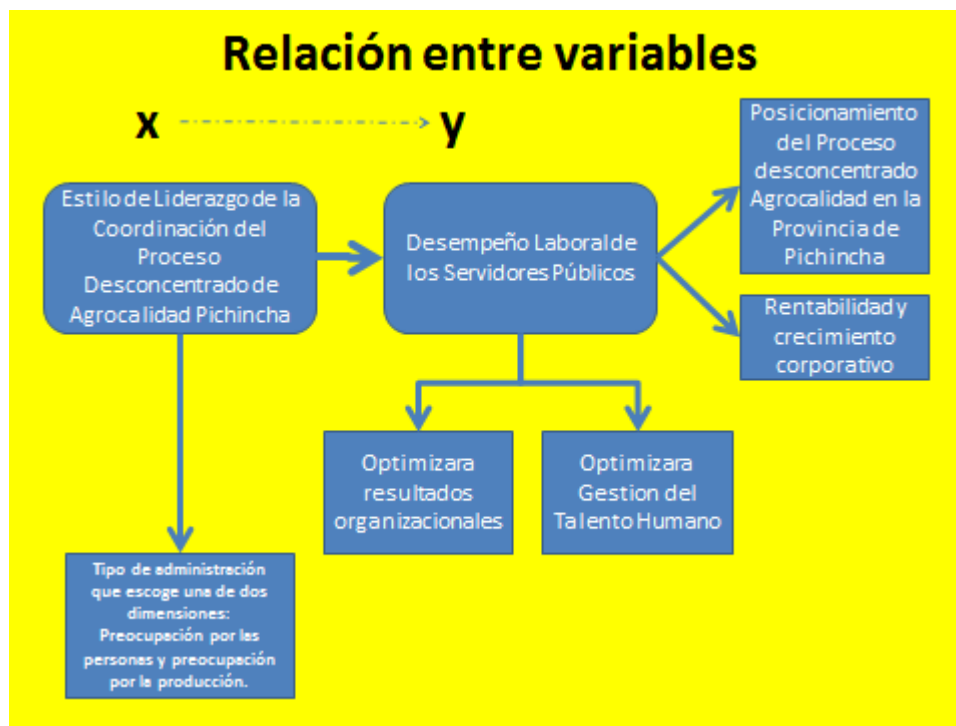 Relación entre variables
x
y
Estilo de Liderazgo de la
Coordinación del
Proceso
Desconcentrado de
Agrocalidad Pichincha
Desempeño Laboral de
los Servidores Públicos
Posicionamiento
del Proceso
desconcentrado
Agrocalidad en la
Provincia de
Pichincha
Rentabilidad y
crecimiento
corporativo
Optimizara
resultados
organizacionales
Optimizara
Gestion del
Talento Humano
Tipo de administración
que escoge una de dos
dimensiones:
Preocupación por las
personas y preocupación
por la producción.